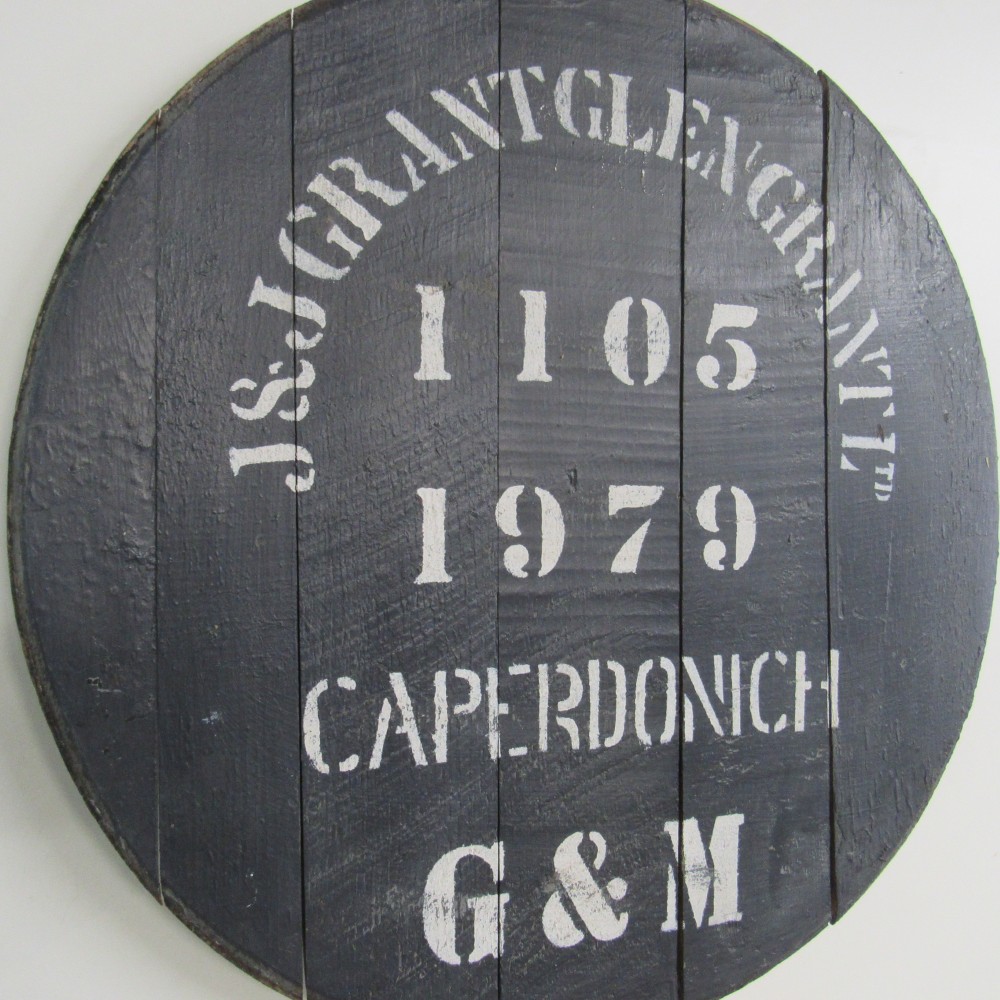 J&J GRANT GLEN GRANT LTD
1105
1979
CAPERDONICH
G & M